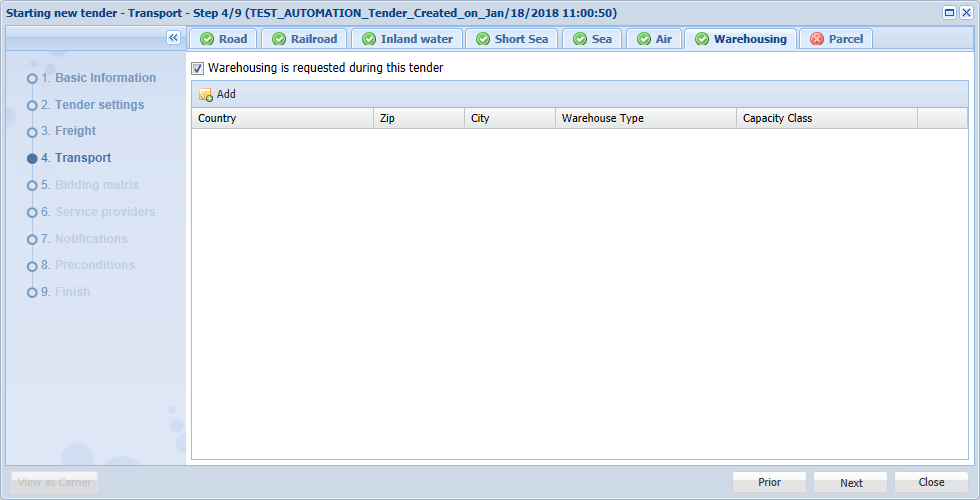 Starting new tender - Transport - Step 4/9 (TEST_AUTOMATION_Tender_Created_on_Jan/18/2018 11:00:50)
Road Railroad Inland water Short Sea Sea Air Warehousing Parcel
Warehousing is requested during this tender
Add
Country Zip City Warehouse Type Capacity Class
1. Basic Information
2. Tender settings
3. Freight
4. Transport
5. Bidding matrix
6. Service providers
7. Notifications
8. Preconditions
9. Finish
View as Carrier Prior Next Close